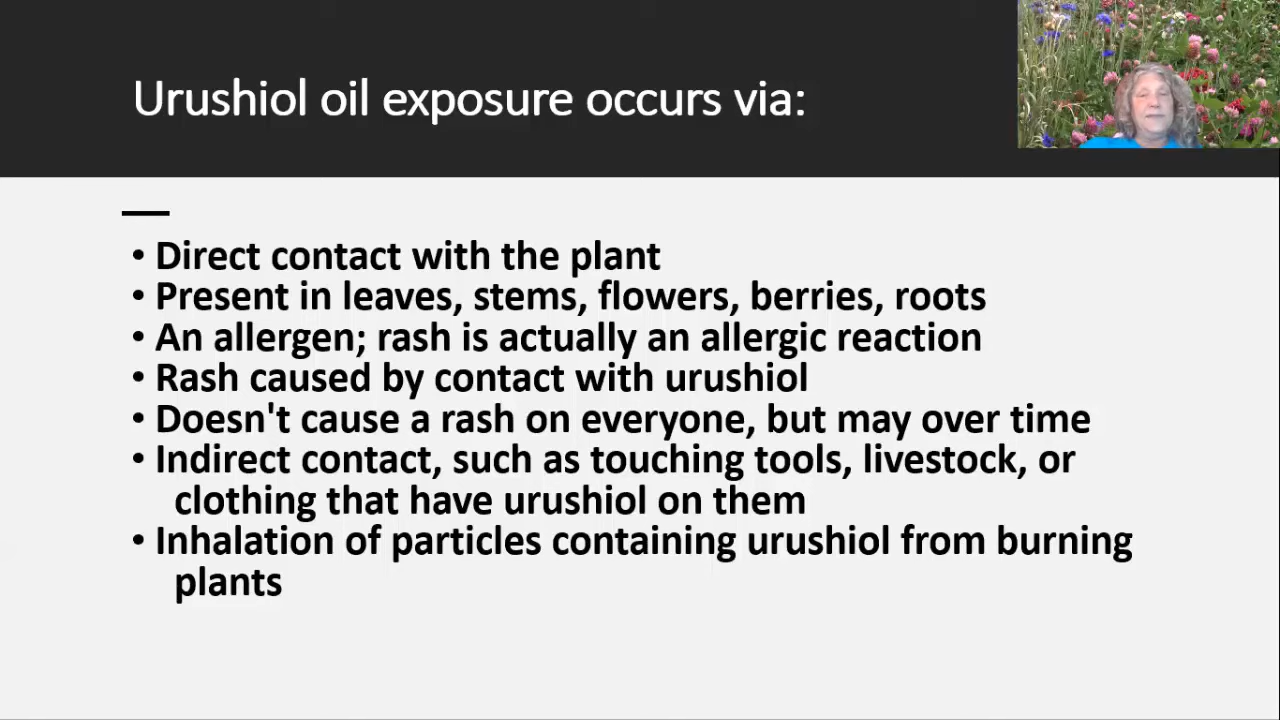 Urushiol oil exposure occurs via:
• Direct contact with the plant
• Present in leaves, stems, flowers, berries, roots
• An allergen; rash is actually an allergic reaction
• Rash caused by contact with urushiol
• Doesn't cause a rash on everyone, but may over time
• Indirect contact, such as touching tools, livestock, or
clothing that have urushiol on them
• Inhalation of particles containing urushiol from burning
plants